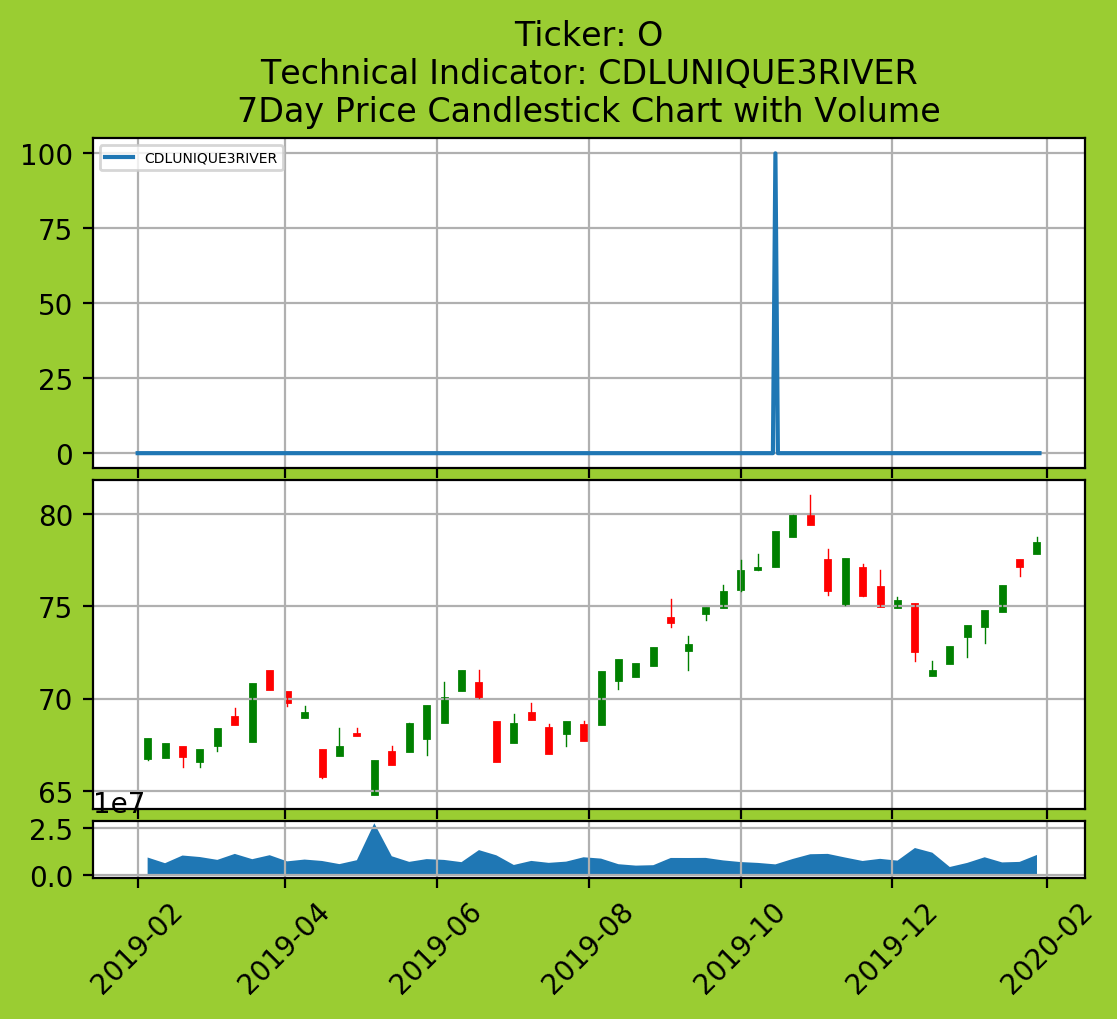 Ticker: O
Technical Indicator: CDLUNIQUE3RIVER
7Day Price Candlestick Chart with Volume
100
CDLUNIQUE3RIVER
75
50
25
0
80
75
70
65
1e7
2.5
0.0
2019-02 2019-04 2019-06 2019-08 2019-10 2019-12 2020-02